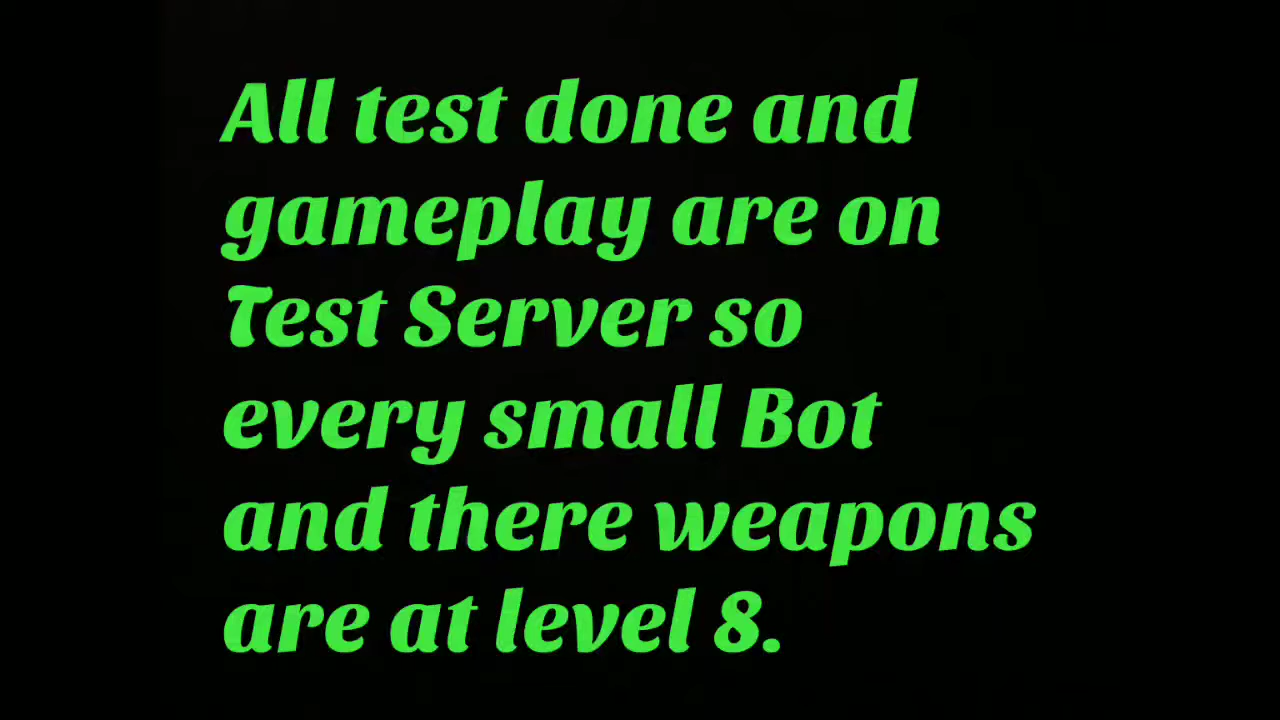 All test done and
gameplay are on
Test Server so
every small Bot
and there weapons
are at level 8.